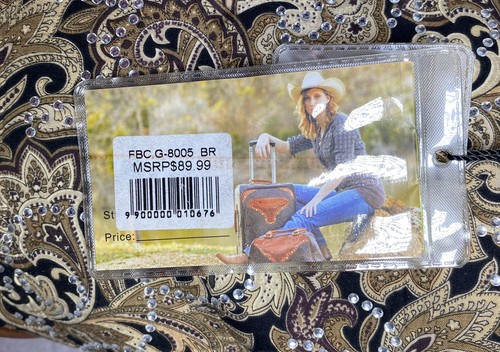 FBC.G-8005 BR
MSRP$89.99
St
9 900000 010676
Price: